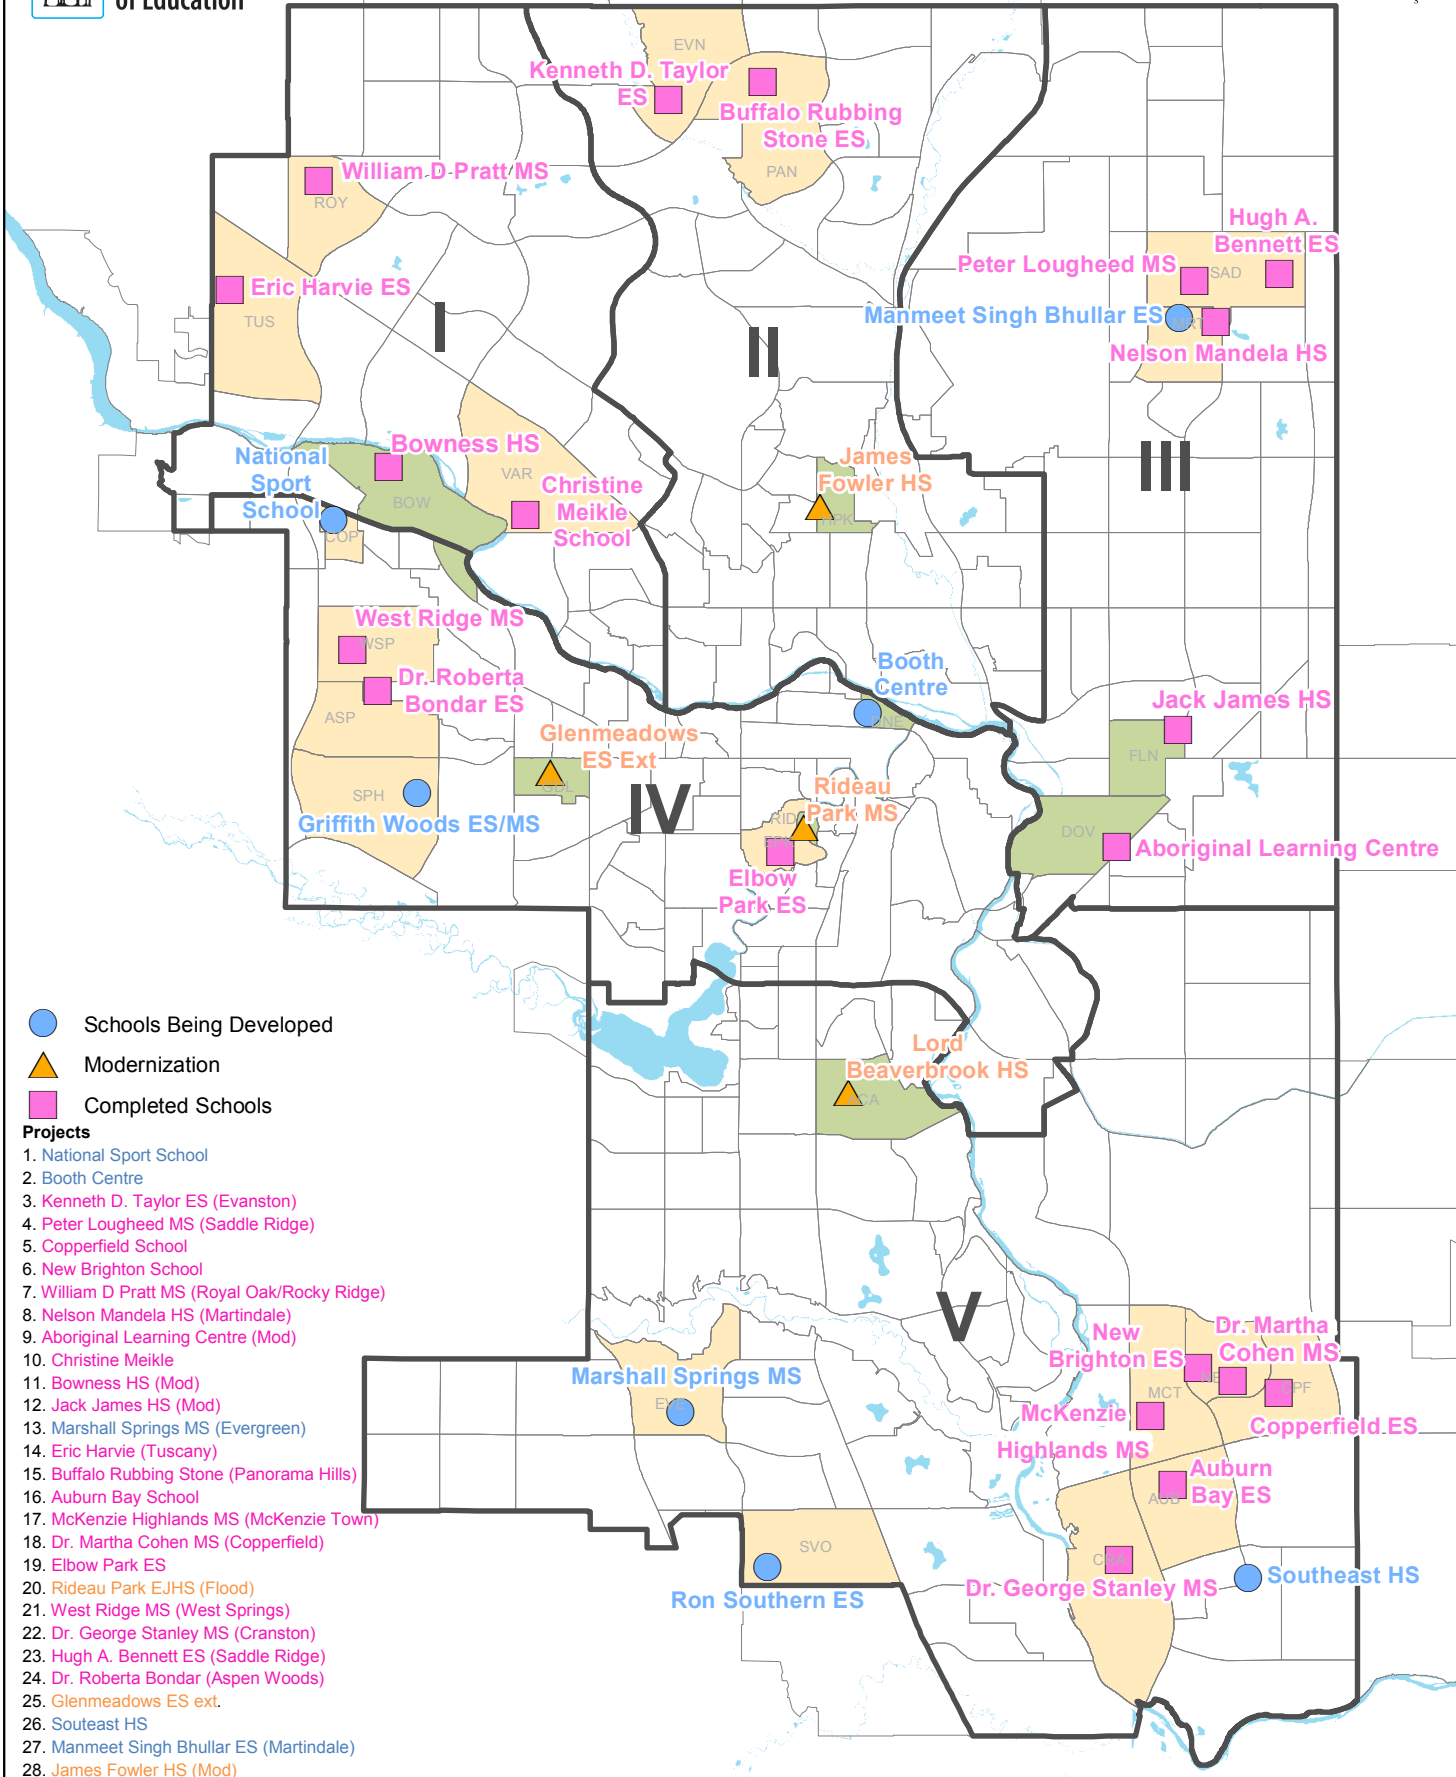 of Education
s
EVN
Kenneth D. Taylor
ES
Buffalo Rubbing
Stone ES
PAN
William D Pratt MS
ROY
Hugh A.
Bennett ES
Peter Lougheed MS
SAD
Eric Harvie ES
TUS
I
II
Manmeet Singh Bhullar ES
MRT
Nelson Mandela HS
Bowness HS
National
Sport
School
BOW
VAR
Christine
Meikle
School
James
Fowler HS
HPK
III
COP
West Ridge MS
WSP
Dr. Roberta
Bondar ES
ASP
Booth
Centre
DNE
Jack James HS
FLN
Glenmeadows
ES Ext
GDL
SPH
Griffith Woods ES/MS
IV
Rideau
Park MS
RID
EPK
Elbow
Park ES
DOV
Aboriginal Learning Centre
Lord
Beaverbrook HS
ACA
Schools Being Developed
Modernization
Completed Schools
Projects
1. National Sport School
2. Booth Centre
3. Kenneth D. Taylor ES (Evanston)
4. Peter Lougheed MS (Saddle Ridge)
5. Copperfield School
6. New Brighton School
7. William D Pratt MS (Royal Oak/Rocky Ridge)
8. Nelson Mandela HS (Martindale)
9. Aboriginal Learning Centre (Mod)
10. Christine Meikle
11. Bowness HS (Mod)
12. Jack James HS (Mod)
13. Marshall Springs MS (Evergreen)
14. Eric Harvie (Tuscany)
15. Buffalo Rubbing Stone (Panorama Hills)
16. Auburn Bay School
17. McKenzie Highlands MS (McKenzie Town)
18. Dr. Martha Cohen MS (Copperfield)
19. Elbow Park ES
20. Rideau Park EJHS (Flood)
21. West Ridge MS (West Springs)
22. Dr. George Stanley MS (Cranston)
23. Hugh A. Bennett ES (Saddle Ridge)
24. Dr. Roberta Bondar (Aspen Woods)
25. Glenmeadows ES ext.
26. Souteast HS
27. Manmeet Singh Bhullar ES (Martindale)
28. James Fowler HS (Mod)
V
Marshall Springs MS
EVE
New
Brighton ES
Dr. Martha
Cohen MS
MCT
CPF
McKenzie
Highlands MS
Copperfield ES
Auburn
Bay ES
AUB
SVO
Ron Southern ES
CRA
Dr. George Stanley MS
Southeast HS